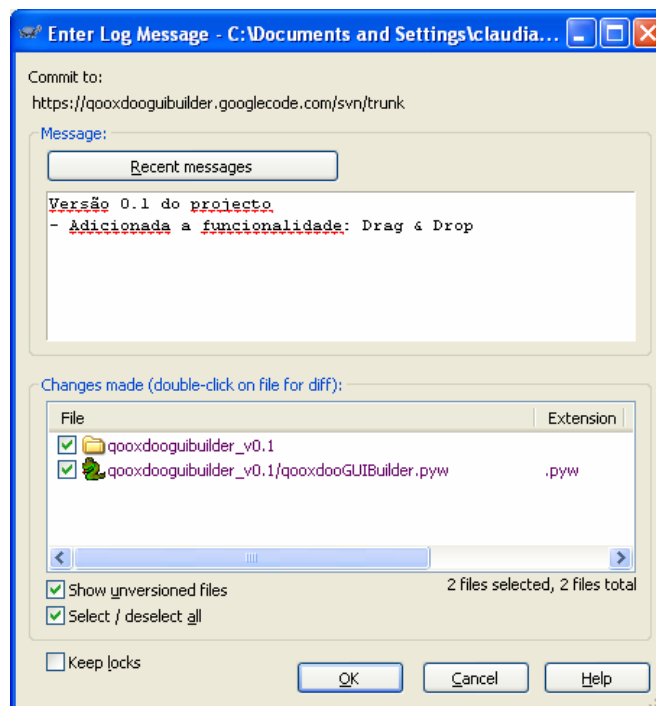 Enter Log Message - C:\Documents and Settings\claudia...
Commit to:
https://qooxdooguibuilder.googlecode.com/svn/trunk
Message:
Recent messages
Versão 0.1 do projecto
- Adicionada a funcionalidade: Drag & Drop
Changes made (double-click on file for diff):
File Extension
qooxdooguibuilder_v0.1
qooxdooguibuilder_v0.1/qooxdooGUIBuilder.pyw .pyw
Show unversioned files
2 files selected, 2 files total
Select / deselect all
Keep locks
OK Cancel Help